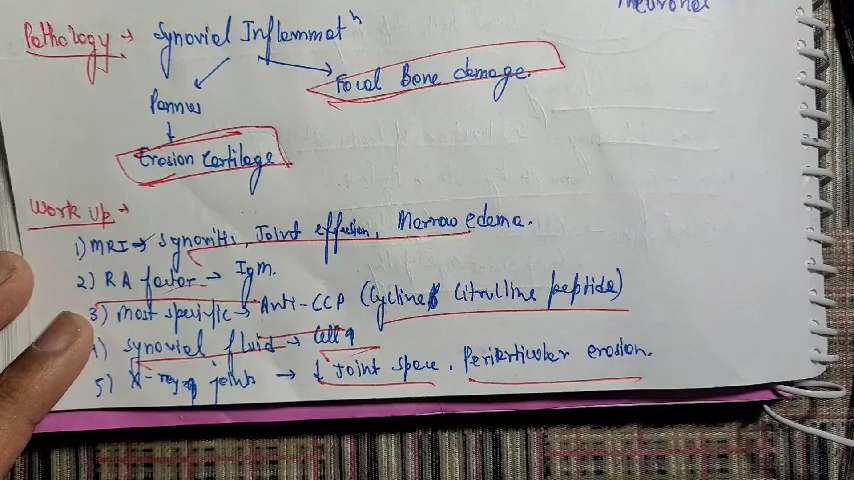 Pathology → Synovial Inflammatⁿ
Focal Bone damage.
Pannus
↓
Erosion Cartilage
Work up →
1) MRI → Synovitis, Joint effusion, Marrow edema.
2) RA factor → IgM.
3) most specific → Anti-CCP (Cycline Citrulline peptide)
4) synovial fluid → Cell ↑
5) X-ray joints → ↓ Joint space, Periarticular erosion.